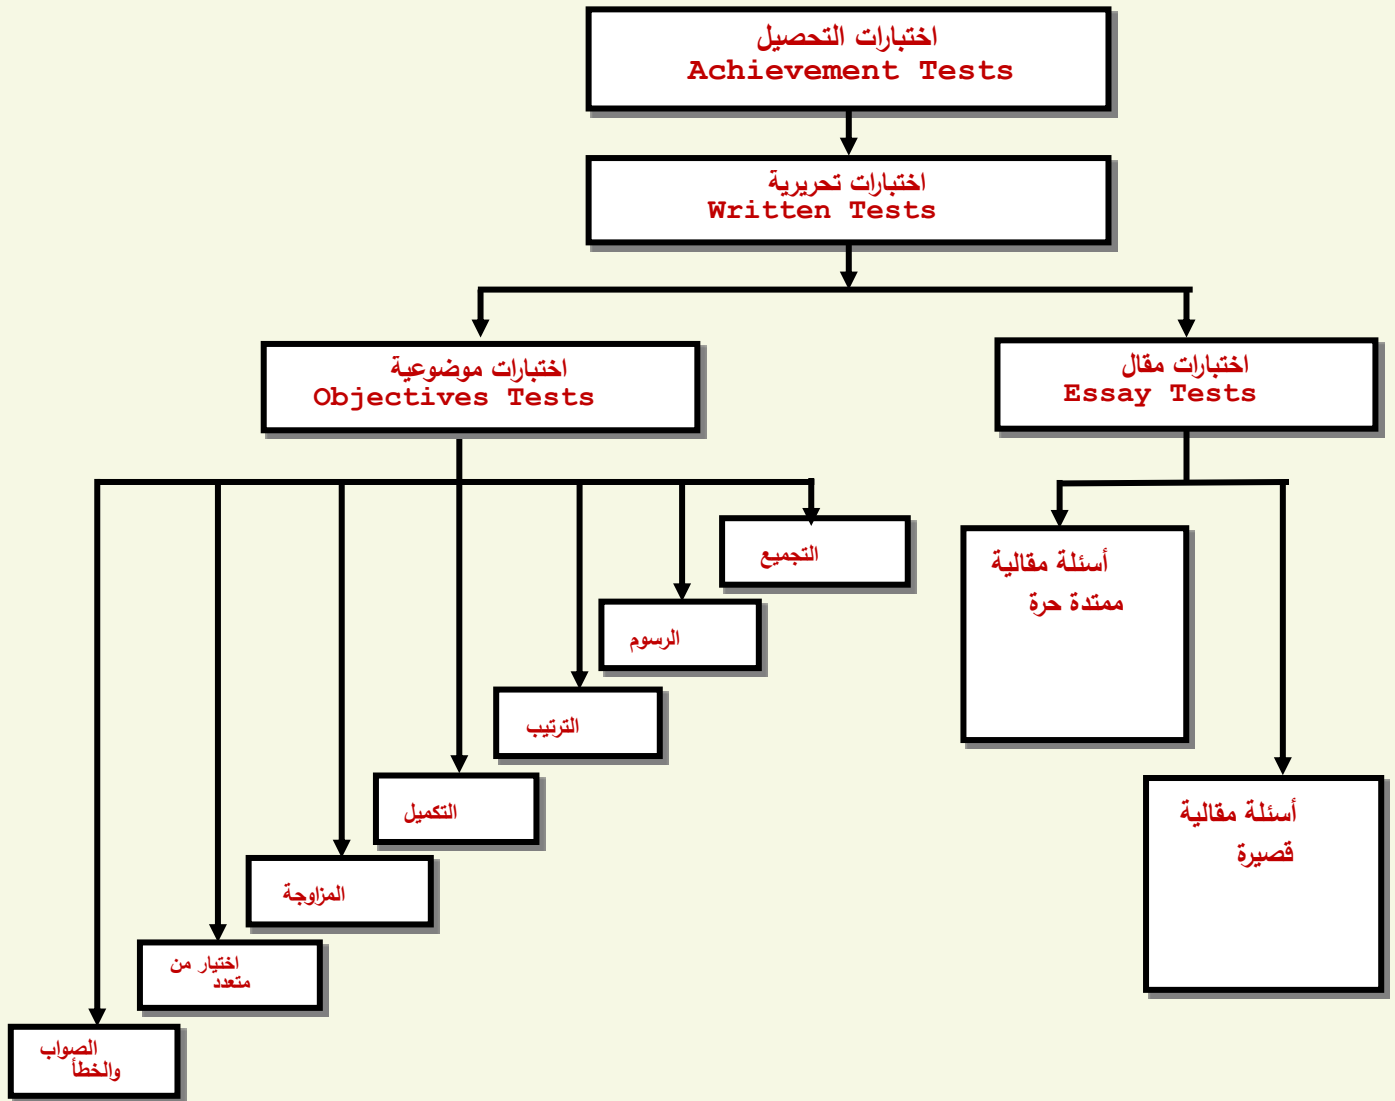 اختبارات التحصيل
Achievement Tests
اختبارات تحريرية
Written Tests
اختبارات مقال
Essay Tests
اختبارات موضوعية
Objectives Tests
أسئلة مقالية
ممتدة حرة
أسئلة مقالية
قصيرة
التجميع
الرسوم
الترتيب
التكميل
المزاوجة
اختيار من
متعدد
الصواب
والخطأ